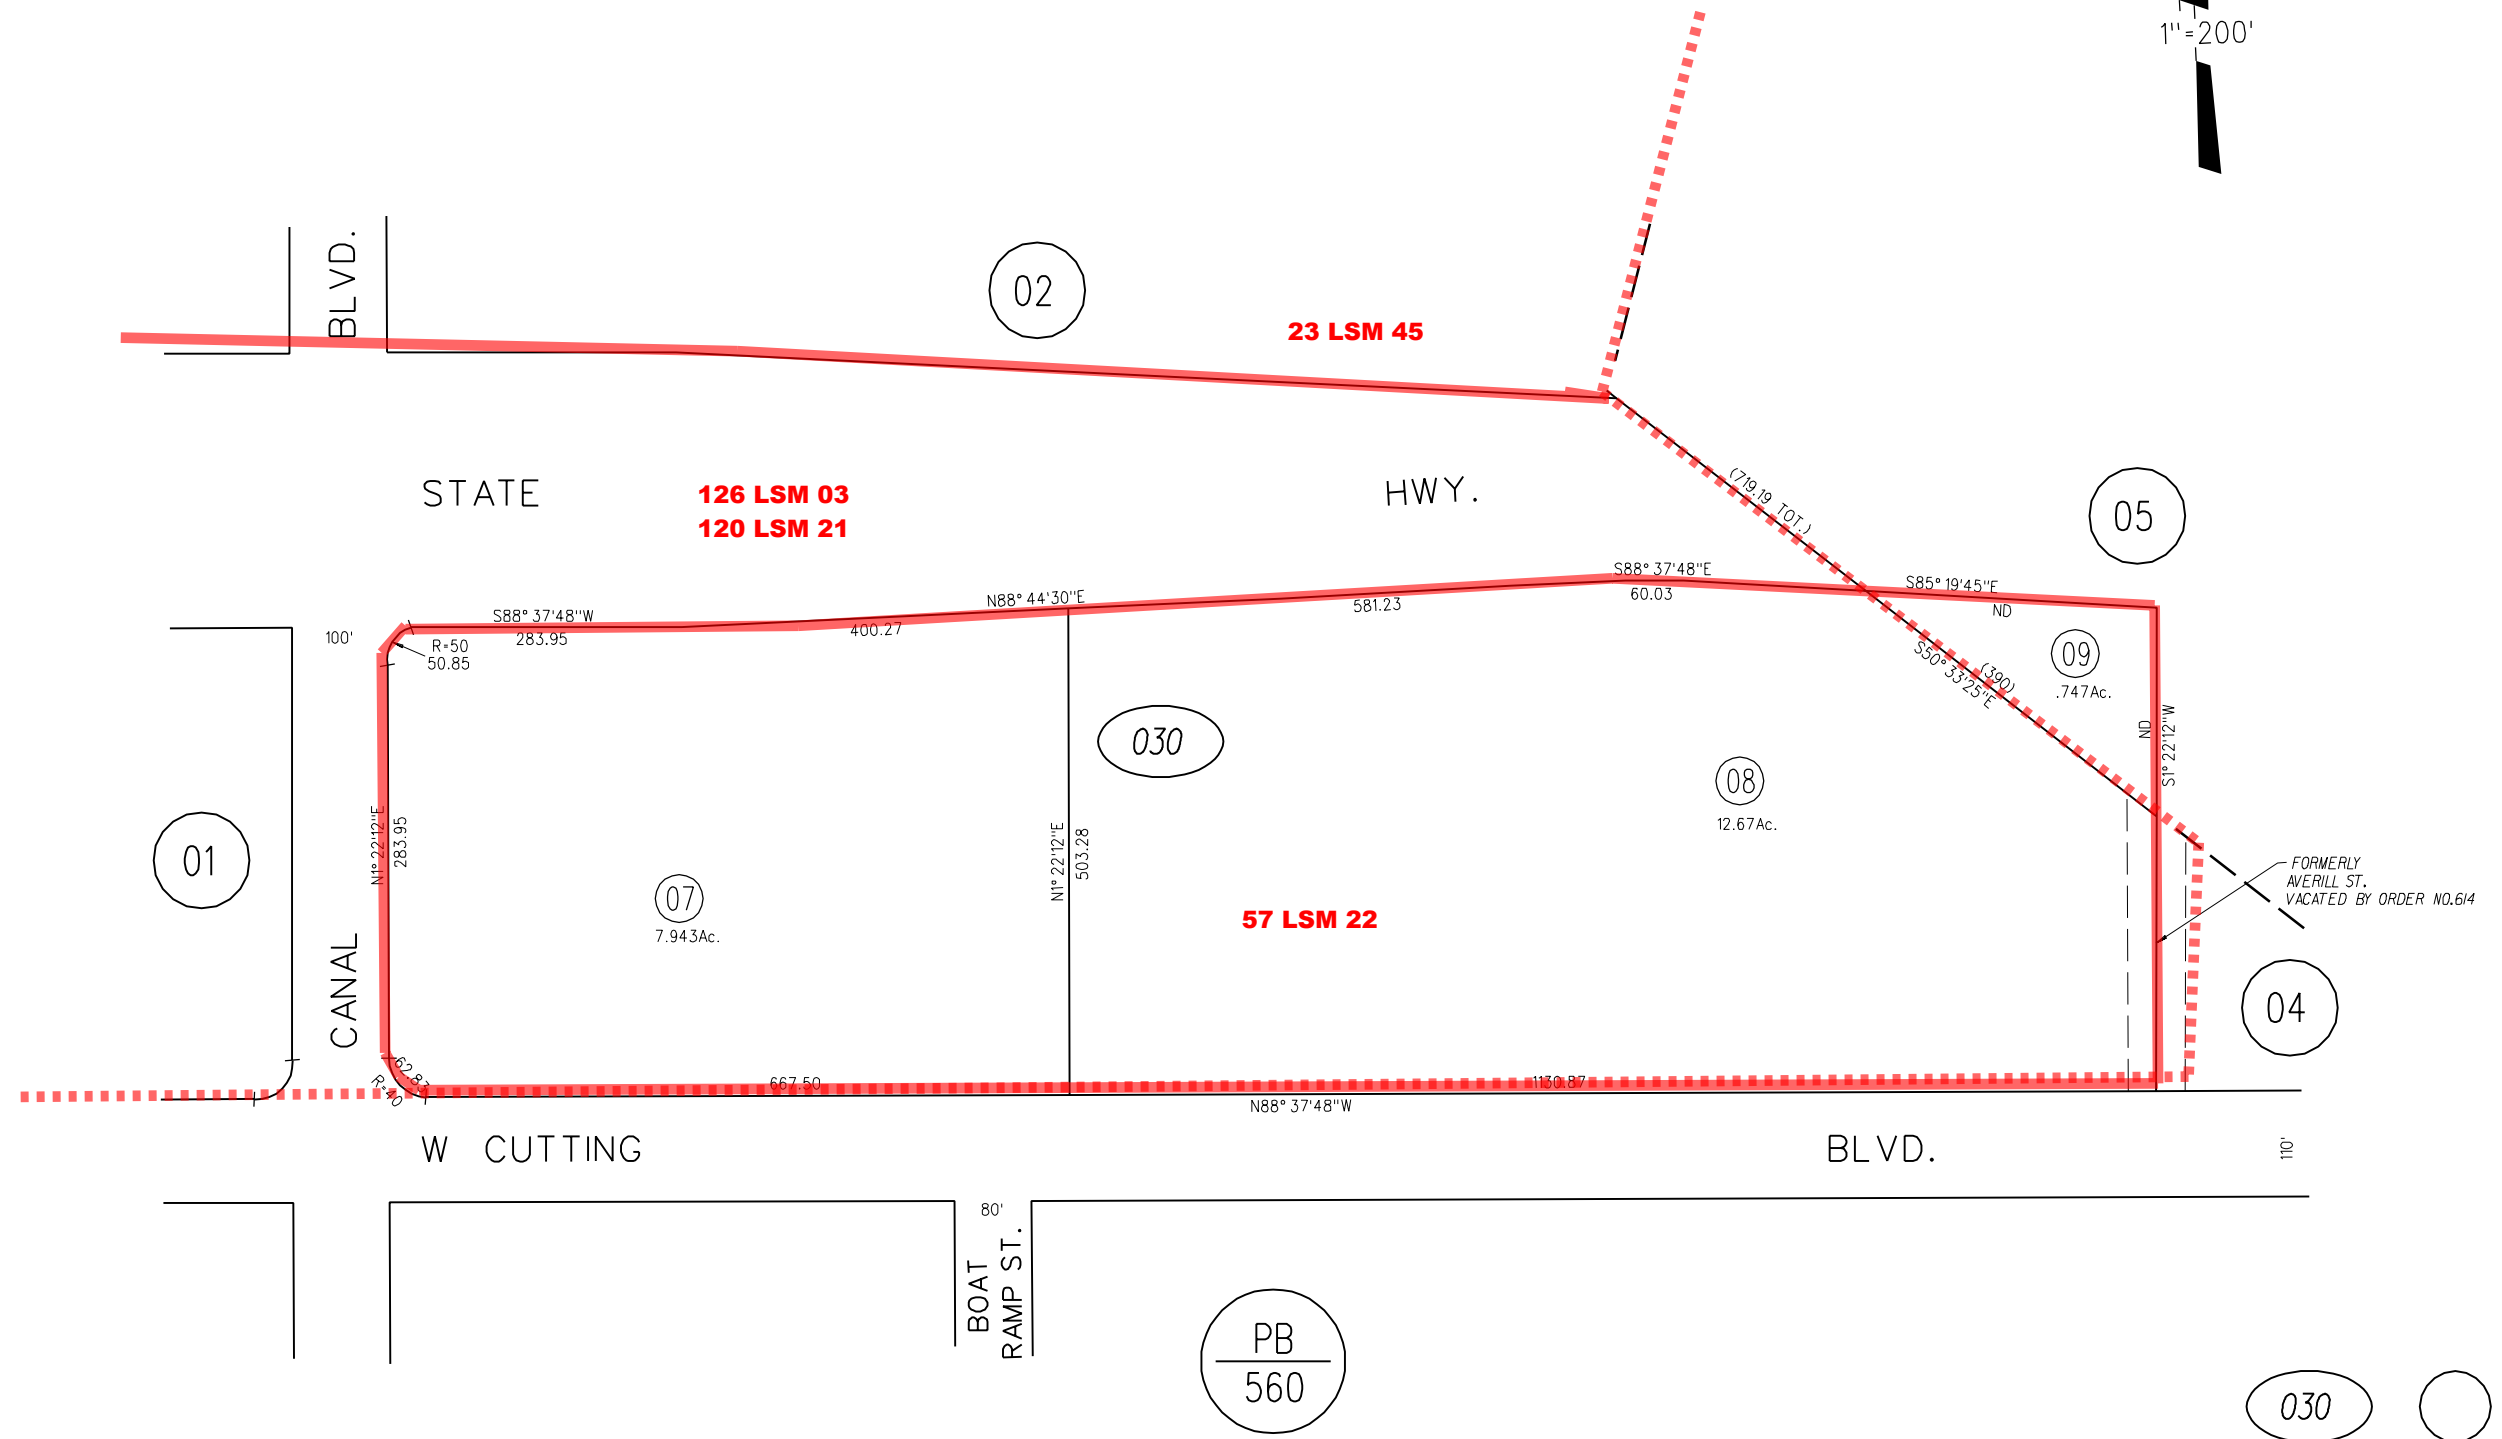 1"=200'
BLVD.
02
23 LSM 45
STATE
HWY.
126 LSM 03
120 LSM 21
(719.19 TOT.)
05
S88° 37'48"E
60.03
S85° 19'45"E
ND
N88° 44'30"E
581.23
400.27
S88° 37'48"W
283.95
100'
R=50
50.85
S50° 33'25"E
(390)
09
.747Ac.
ND
S1° 22'12"W
030
08
12.67Ac.
N1° 22'12"E
283.95
N1° 22'12"E
503.28
01
07
7.943Ac.
57 LSM 22
FORMERLY
AVERILL ST.
VACATED BY ORDER NO.614
CANAL
04
62.83
R=40
667.50
1130.87
N88° 37'48"W
W CUTTING
BLVD.
110'
80'
BOAT
RAMP ST.
PB
560
030